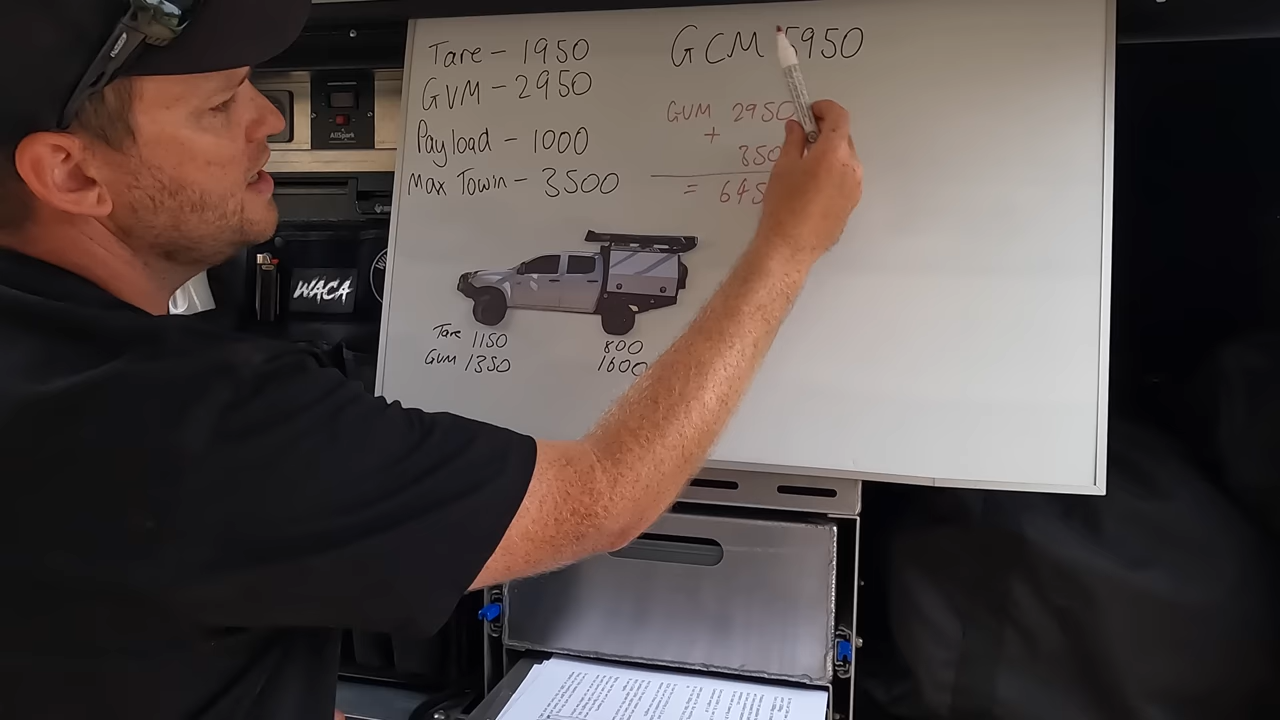 Tare - 1950
GVM - 2950
Payload - 1000
Max Towin - 3500
GCM 5950
GVM 2950
+
350
= 645
Tare 1150 800
GVM 1350 1600
WACA
AllSpark